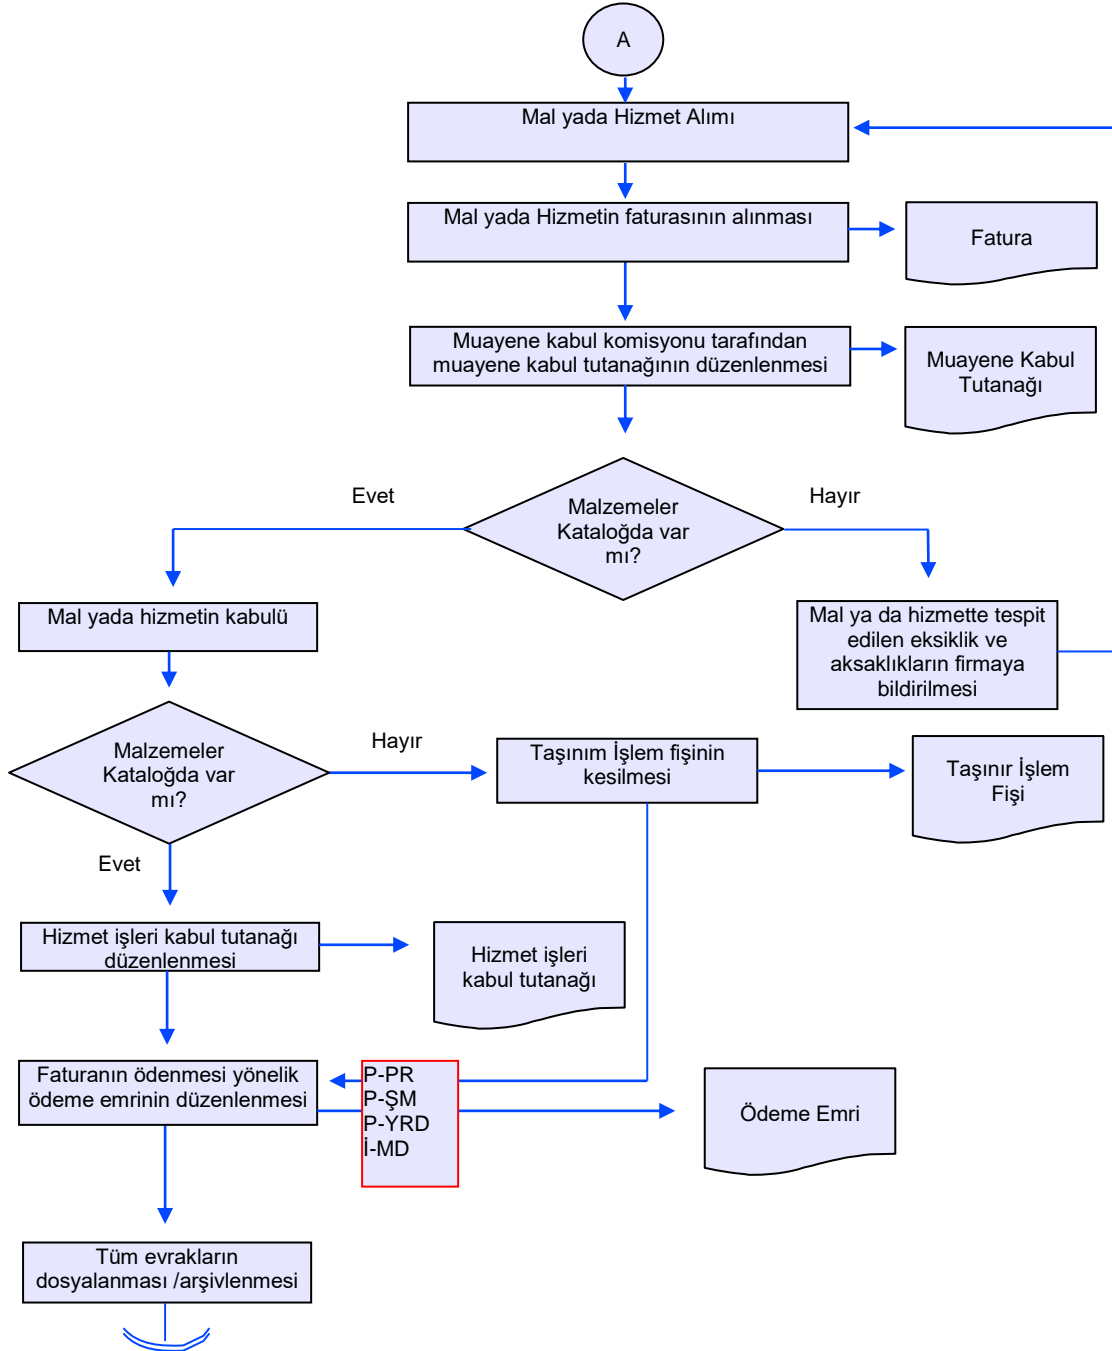 A
Mal yada Hizmet Alımı
Mal yada Hizmetin faturasının alınması
Fatura
Muayene kabul komisyonu tarafından
muayene kabul tutanağının düzenlenmesi
Muayene Kabul
Tutanağı
Evet
Malzemeler
Kataloğda var
mı?
Hayır
Mal yada hizmetin kabulü
Mal ya da hizmette tespit
edilen eksiklik ve
aksaklıkların firmaya
bildirilmesi
Malzemeler
Kataloğda var
mı?
Hayır
Taşınım İşlem fişinin
kesilmesi
Taşınır İşlem
Fişi
Evet
Hizmet işleri kabul tutanağı
düzenlenmesi
Hizmet işleri
kabul tutanağı
Faturanın ödenmesi yönelik
ödeme emrinin düzenlenmesi
P-PR
P-ŞM
P-YRD
İ-MD
Ödeme Emri
Tüm evrakların
dosyalanması /arşivlenmesi